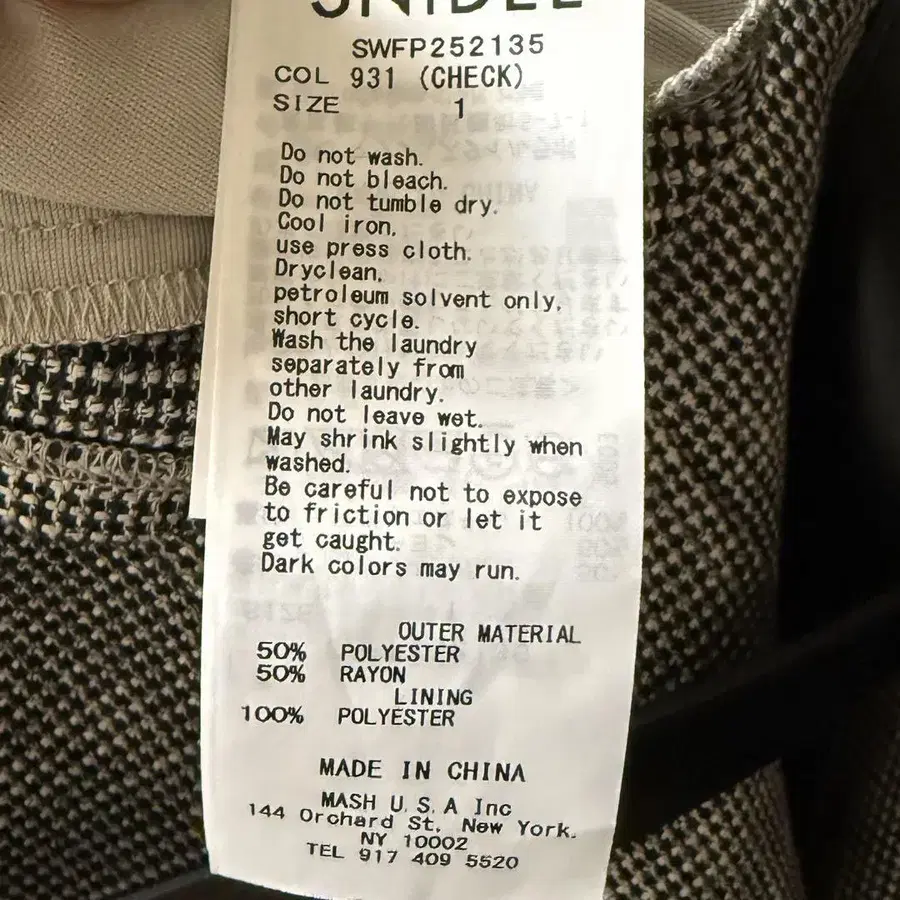 SNIDEL
SWFP252135
COL 931 (CHECK)
SIZE 1
Do not wash.
Do not bleach.
Do not tumble dry.
Cool iron,
use press cloth.
Dryclean,
petroleum solvent only,
short cycle.
Wash the laundry
separately from
other laundry.
Do not leave wet.
May shrink slightly when
washed.
Be careful not to expose
to friction or let it
get caught.
Dark colors may run.
OUTER MATERIAL
50% POLYESTER
50% RAYON
LINING
100% POLYESTER
MADE IN CHINA
MASH U.S.A Inc
144 Orchard St, New York.
NY 10002
TEL 917 409 5520